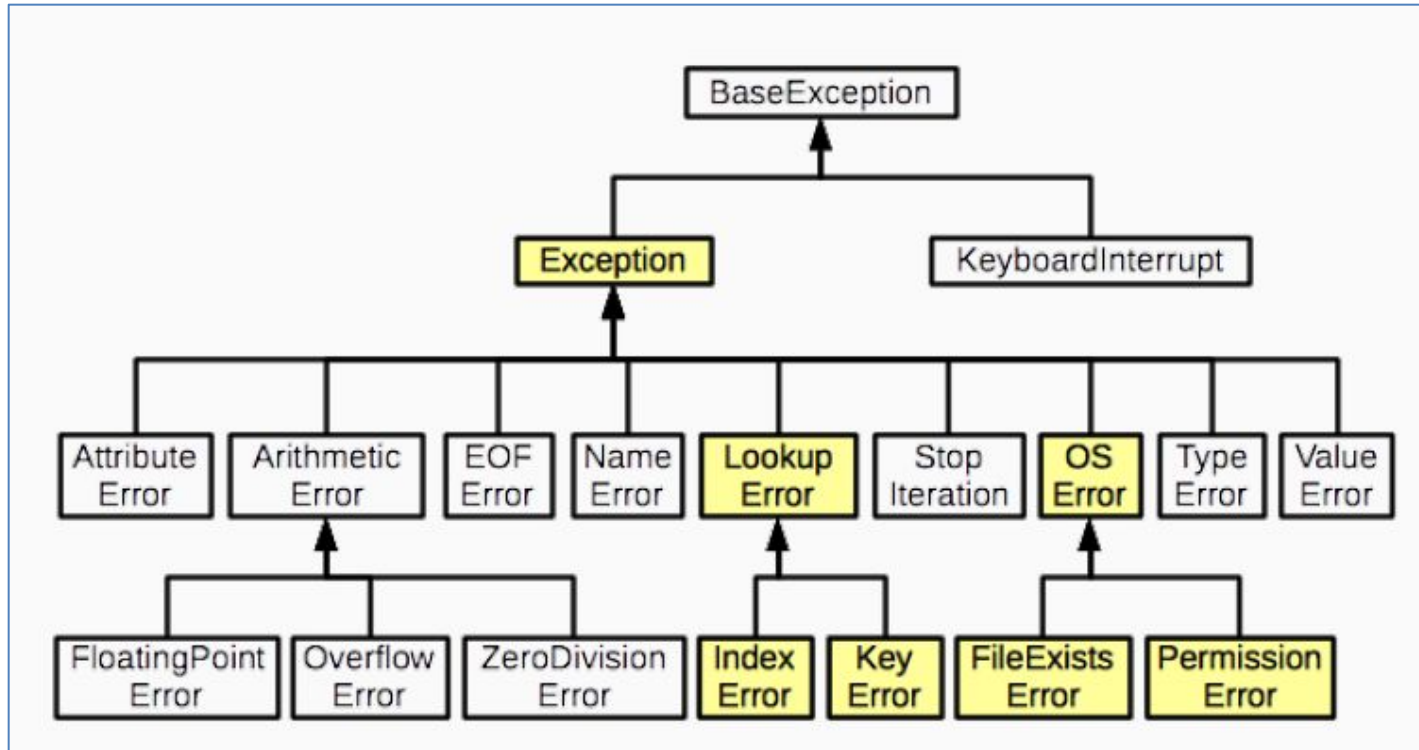 BaseException
Exception
KeyboardInterrupt
Attribute
Error
Arithmetic
Error
EOF
Error
Name
Error
Lookup
Error
Stop
Iteration
OS
Error
Type
Error
Value
Error
FloatingPoint
Error
Overflow
Error
ZeroDivision
Error
Index
Error
Key
Error
FileExists
Error
Permission
Error